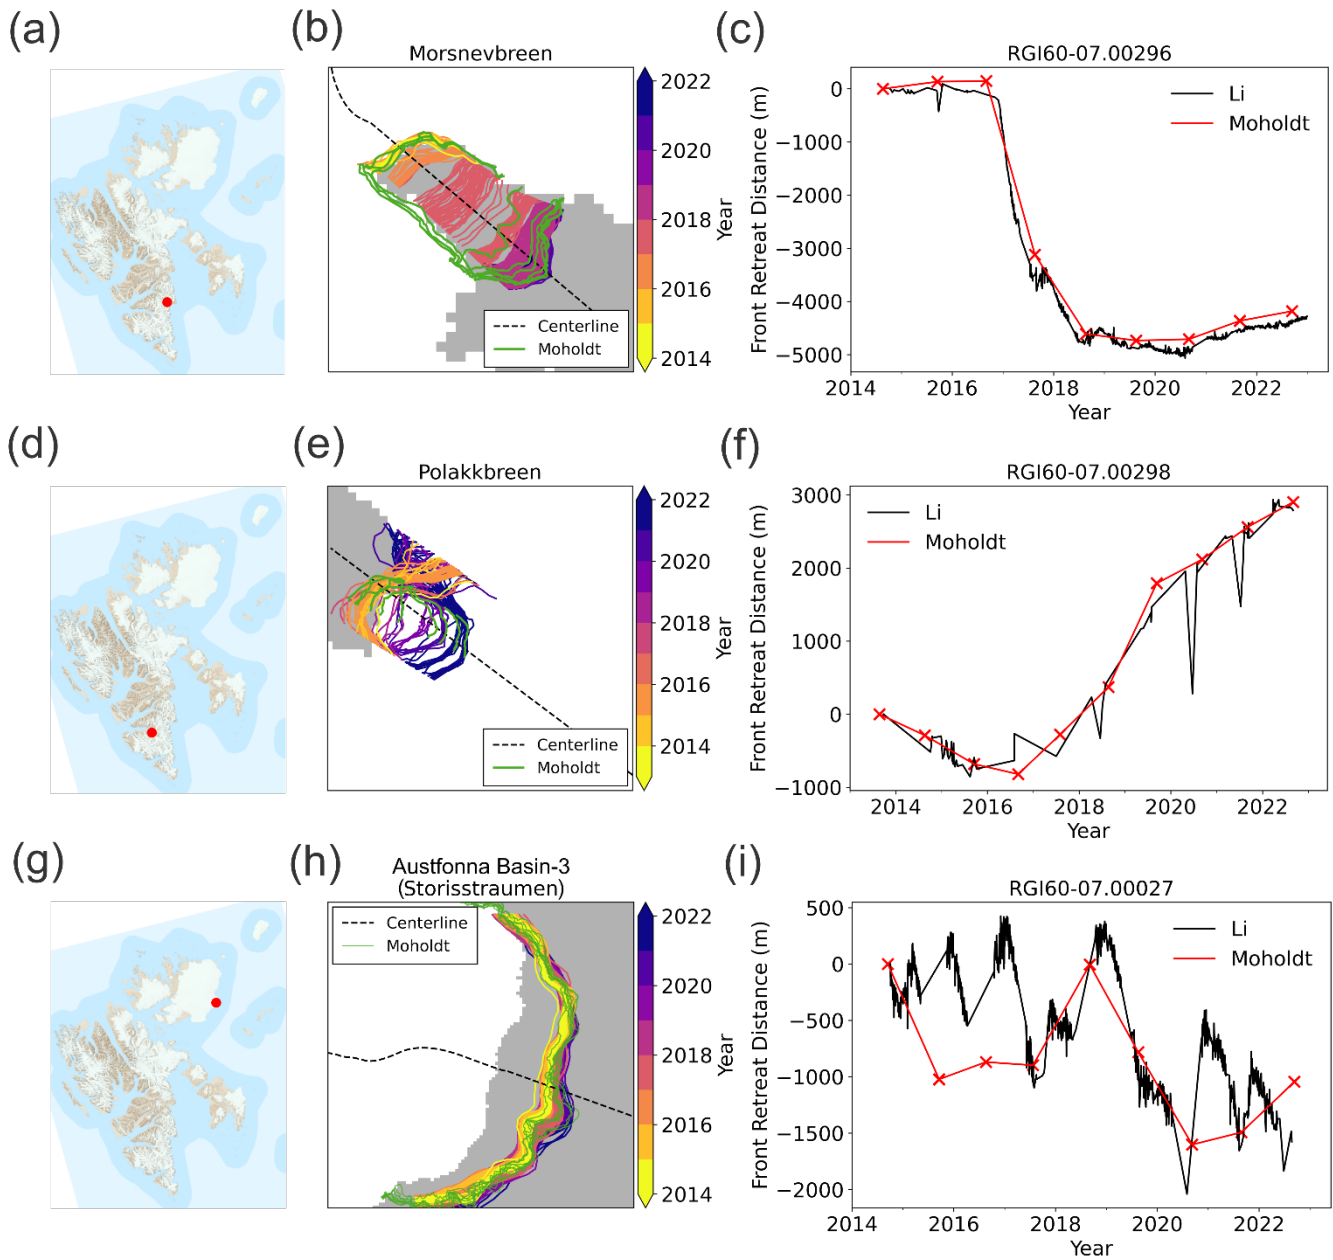 (a)
(b)
Morsnevbreen
Centerline
Moholdt
2022
2020
2018
2016
2014
Year
(c)
RGI60-07.00296
Li
Moholdt
Front Retreat Distance (m)
0
−1000
−2000
−3000
−4000
−5000
2014
2016
2018
2020
2022
Year
(d)
(e)
Polakkbreen
Centerline
Moholdt
2022
2020
2018
2016
2014
Year
(f)
RGI60-07.00298
Li
Moholdt
Front Retreat Distance (m)
3000
2000
1000
0
−1000
2014
2016
2018
2020
2022
Year
(g)
(h)
Austfonna Basin-3
(Storisstraumen)
Centerline
Moholdt
2022
2020
2018
2016
2014
Year
(i)
RGI60-07.00027
Li
Moholdt
Front Retreat Distance (m)
500
0
−500
−1000
−1500
−2000
2014
2016
2018
2020
2022
Year